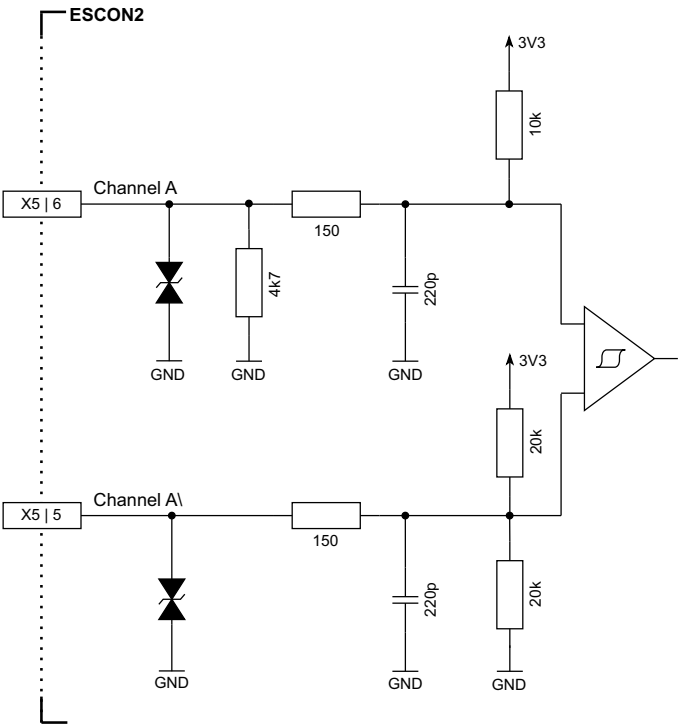 ESCON2
3V3
10k
Channel A
X5 | 6
150
4k7
220p
GND
GND
GND
3V3
20k
Channel A\
X5 | 5
150
220p
20k
GND
GND
GND